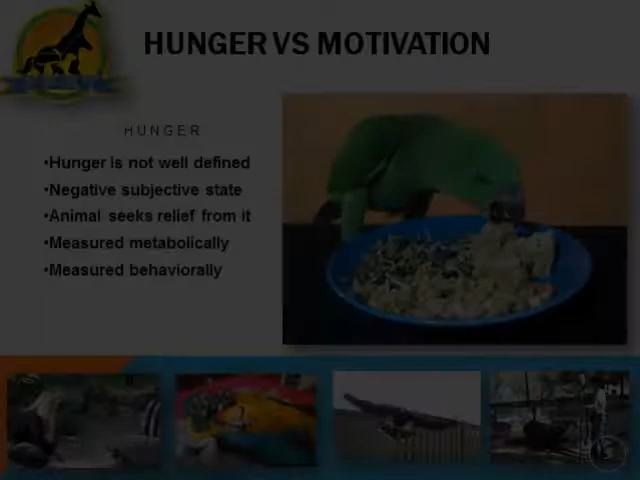 HUNGER VS MOTIVATION
HUNGER
•Hunger is not well defined
•Negative subjective state
•Animal seeks relief from it
•Measured metabolically
•Measured behaviorally